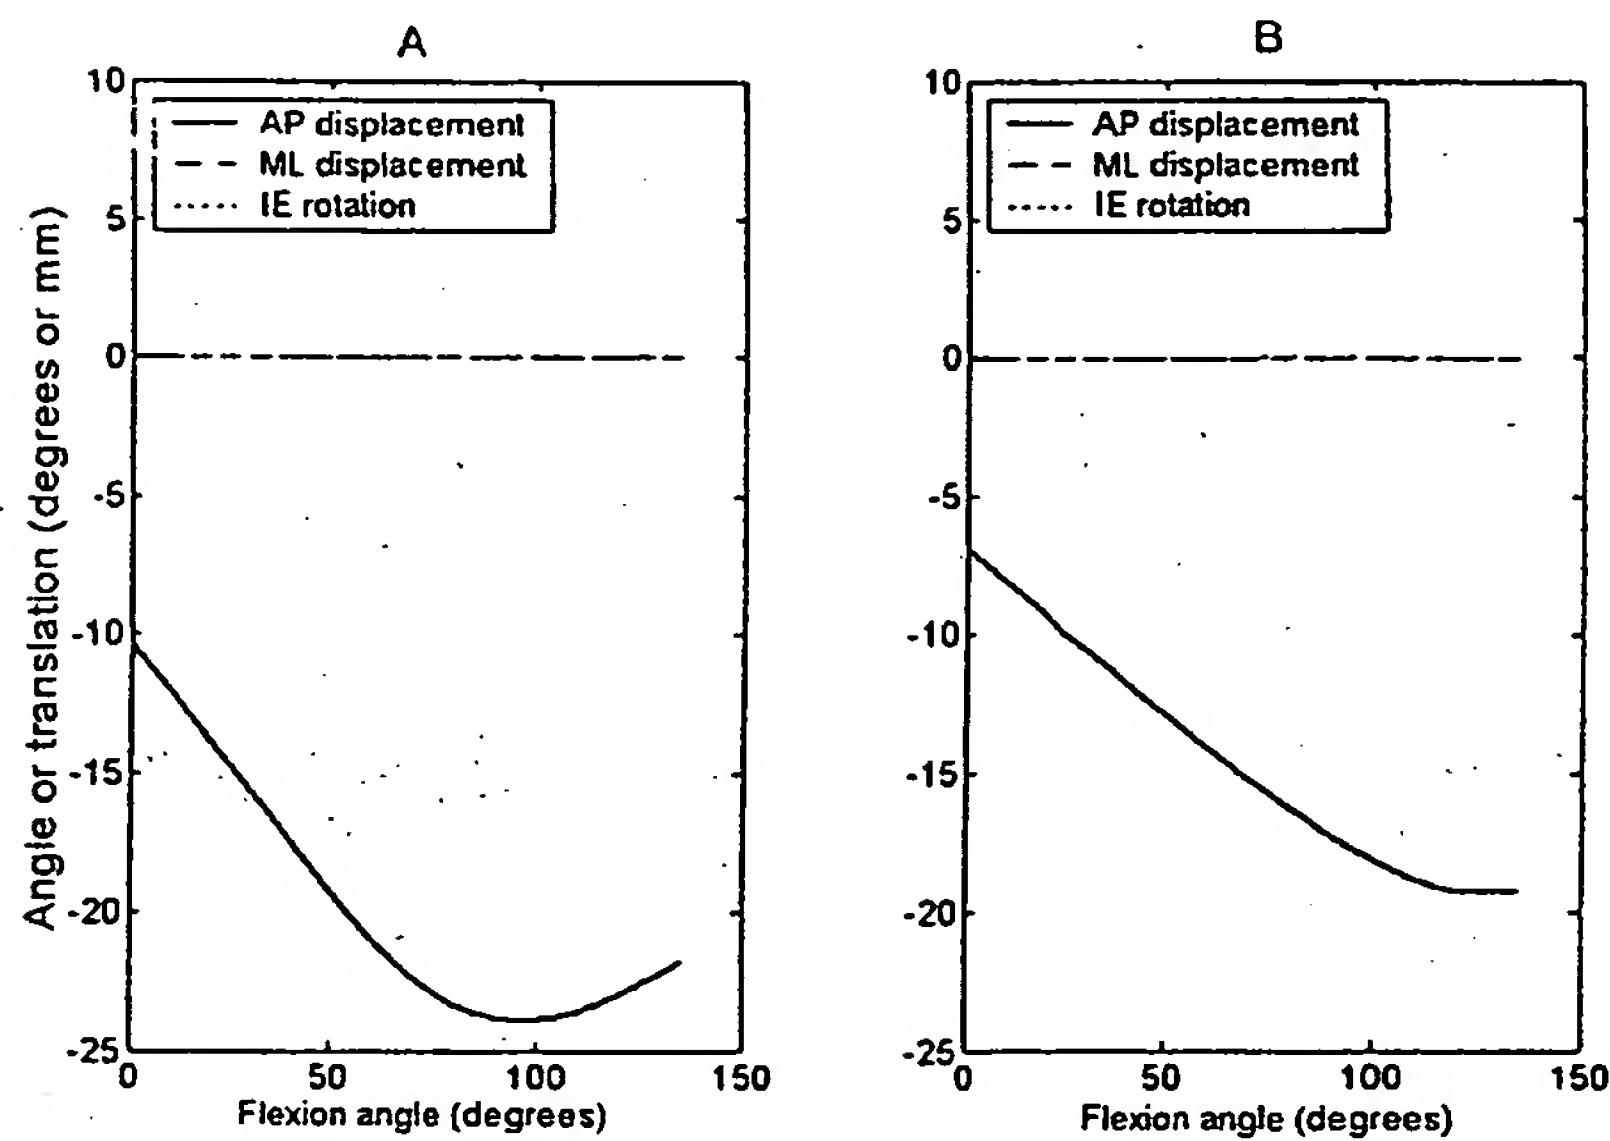 A
10
5
0
-5
-10
-15
-20
-25
0
50
100
150
AP displacement
ML displacement
IE rotation
Angle or translation (degrees or mm)
Flexion angle (degrees)
B
10
5
0
-5
-10
-15
-20
-25
0
50
100
150
AP displacement
ML displacement
IE rotation
Flexion angle (degrees)